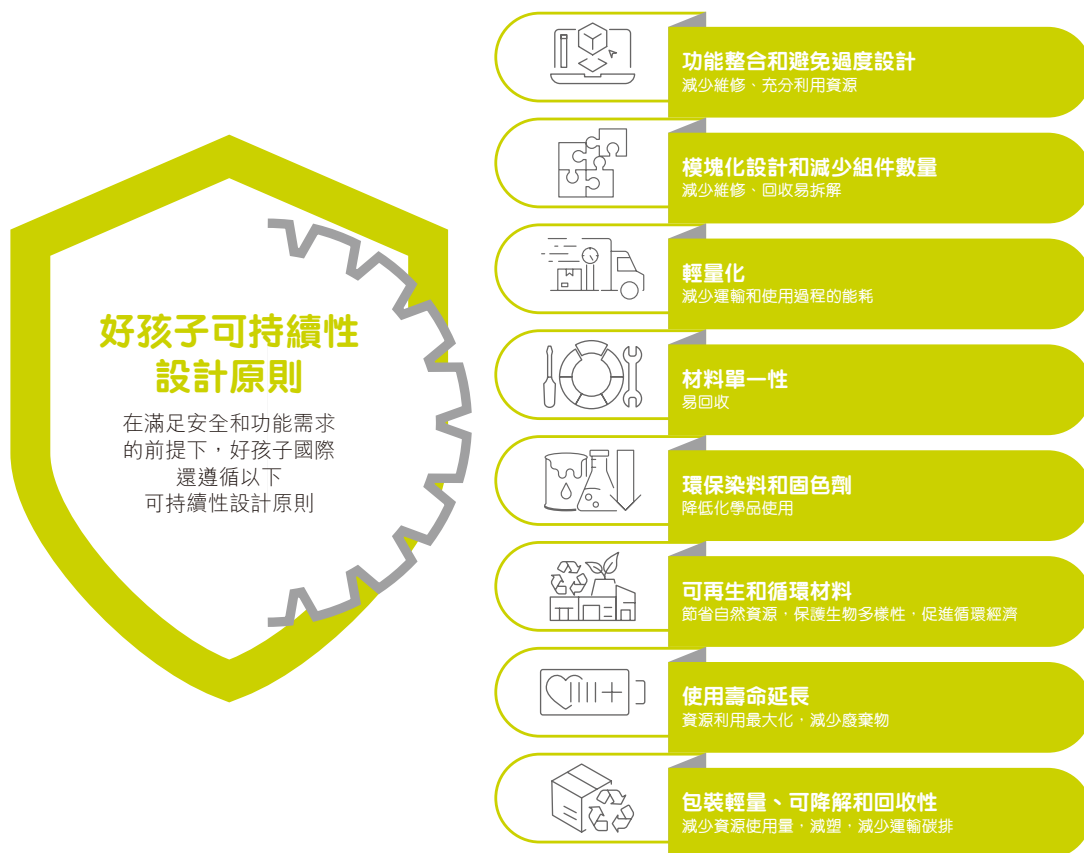 好孩子可持續性
設計原則
在滿足安全和功能需求
的前提下，好孩子國際
還遵循以下
可持續性設計原則
功能整合和避免過度設計
減少維修、充分利用資源
模塊化設計和減少組件數量
減少維修、回收易拆解
輕量化
減少運輸和使用過程的能耗
材料單一性
易回收
環保染料和固色劑
降低化學品使用
可再生和循環材料
節省自然資源，保護生物多樣性，促進循環經濟
使用壽命延長
資源利用最大化，減少廢棄物
包裝輕量、可降解和回收性
減少資源使用量，減塑，減少運輸碳排